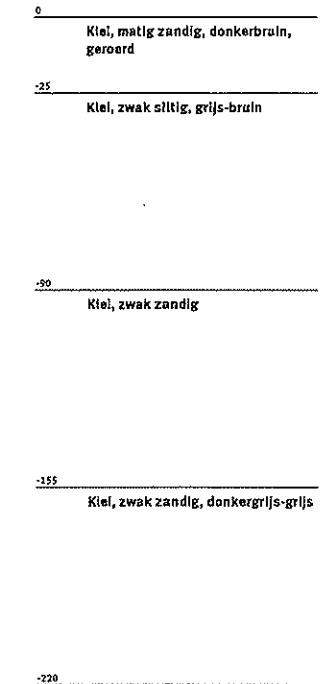 0
Klei, matig zandig, donkerbruin,
geroerd
-25
Klei, zwak siltig, grijs-bruin
-90
Klei, zwak zandig
-155
Klei, zwak zandig, donkergrijs-grijs
-220